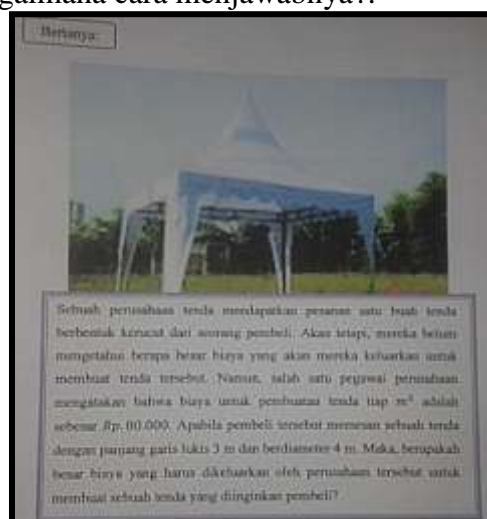 gaimana cara menjawabnya??
Bertanya:
Sebuah perusahaan tenda mendapatkan pesanan satu buah tenda
berbentuk kerucut dari seorang pembeli. Akan tetapi, mereka belum
mengetahui berapa besar biaya yang akan mereka keluarkan untuk
membuat tenda tersebut. Namun, salah satu pegawai perusahaan
mengatakan bahwa biaya untuk pembuatan tenda tiap m² adalah
sebesar Rp. 80.000. Apabila pembeli tersebut memesan sebuah tenda
dengan panjang garis lukis 3 m dan berdiameter 4 m. Maka, berapakah
besar biaya yang harus dikeluarkan oleh perusahaan tersebut untuk
membuat sebuah tenda yang diinginkan pembeli?